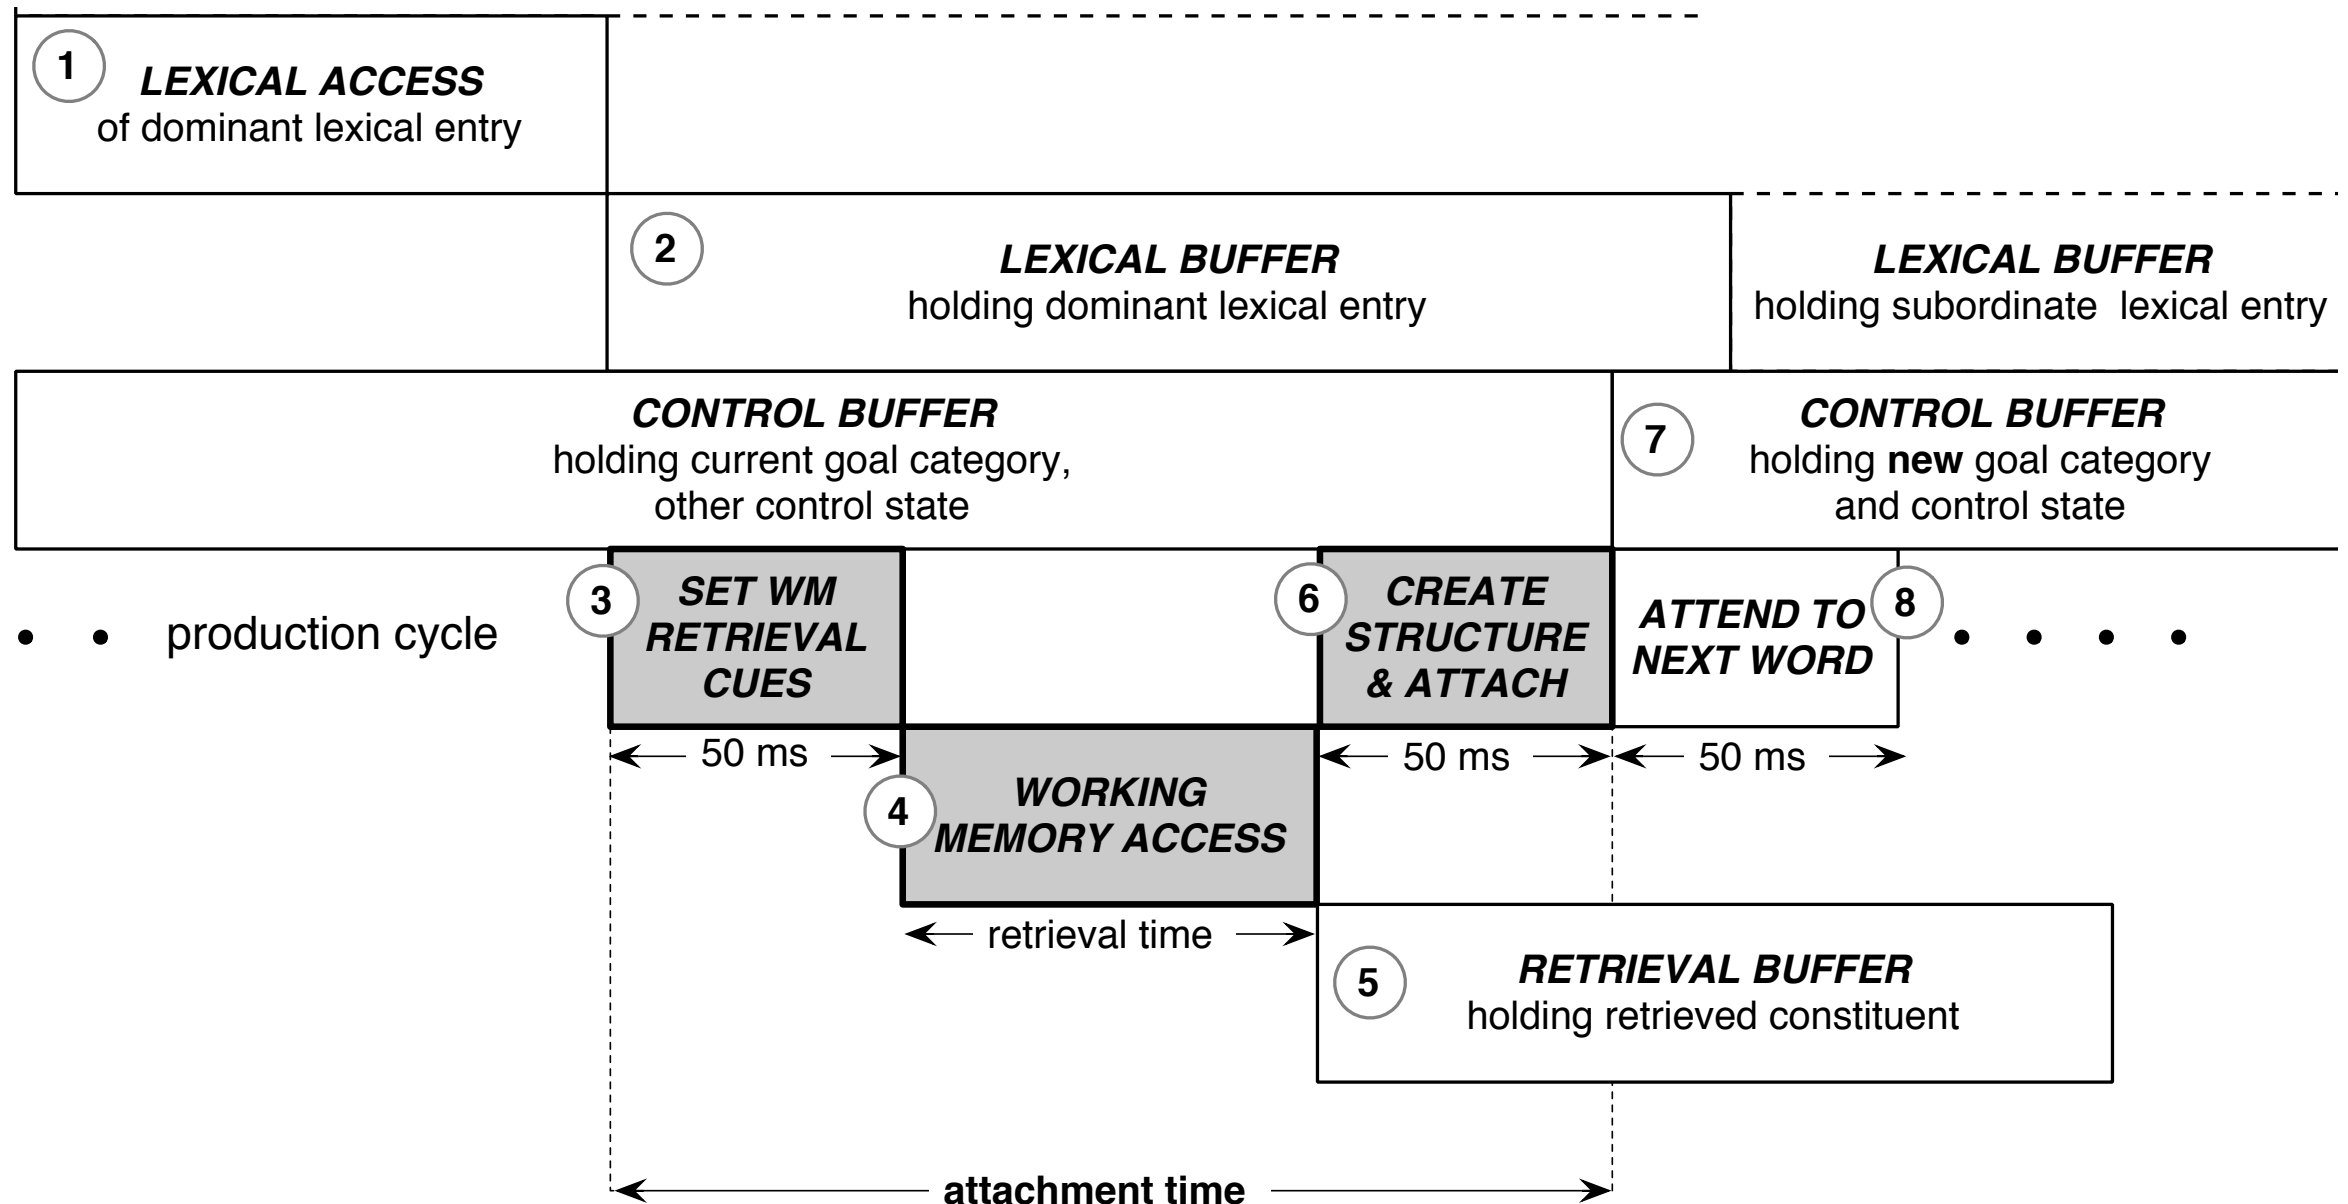 1
LEXICAL ACCESS
of dominant lexical entry
2
LEXICAL BUFFER
holding dominant lexical entry
LEXICAL BUFFER
holding subordinate lexical entry
CONTROL BUFFER
holding current goal category,
other control state
7
CONTROL BUFFER
holding new goal category
and control state
• • production cycle
3
SET WM
RETRIEVAL
CUES
6
CREATE
STRUCTURE
& ATTACH
ATTEND TO
NEXT WORD
8
• • • •
50 ms
50 ms
50 ms
4
WORKING
MEMORY ACCESS
retrieval time
5
RETRIEVAL BUFFER
holding retrieved constituent
attachment time